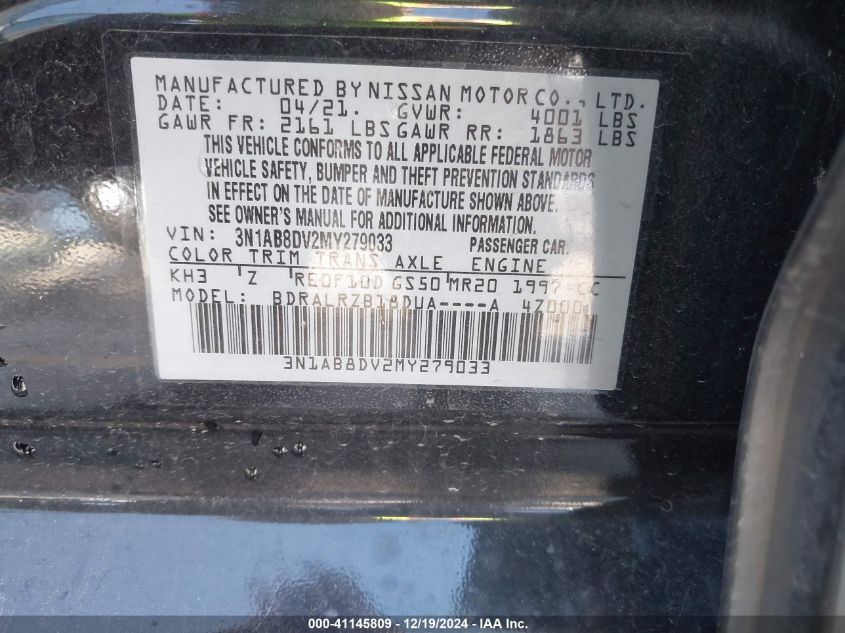 MANUFACTURED BY NISSAN MOTOR CO., LTD.
DATE: 04/21. GVWR: 4001 LBS
GAWR FR: 2161 LBS GAWR RR: 1863 LBS
THIS VEHICLE CONFORMS TO ALL APPLICABLE FEDERAL MOTOR
VEHICLE SAFETY, BUMPER AND THEFT PREVENTION STANDARDS
IN EFFECT ON THE DATE OF MANUFACTURE SHOWN ABOVE.
SEE OWNER'S MANUAL FOR ADDITIONAL INFORMATION.
VIN: 3N1AB8DV2MY279033 PASSENGER CAR.
COLOR TRIM TRANS AXLE ENGINE
KH3 Z RE0F10D GS50 MR20 1997-CC
MODEL: BDRALRZB18DUA----A 4Z000
3N1AB8DV2MY279033
000-41145809 - 12/19/2024 - IAA Inc.